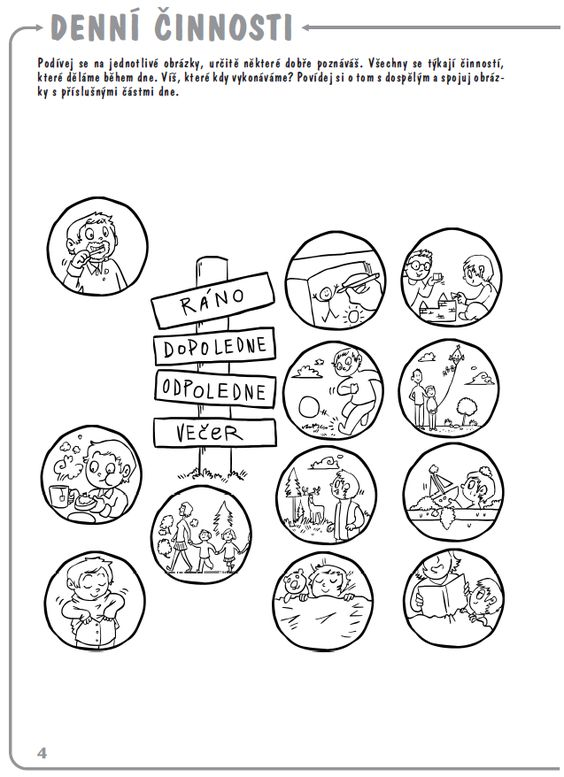 DENNÍ ČINNOSTI
Podívej se na jednotlivé obrázky, určitě některé dobře poznáváš. Všechny se týkají činností,
které děláme během dne. Víš, které kdy vykonáváme? Povídej si o tom s dospělým a spojuj obráz-
ky s příslušnými částmi dne.
RÁNO
DOPOLEDNE
ODPOLEDNE
VEČER
4